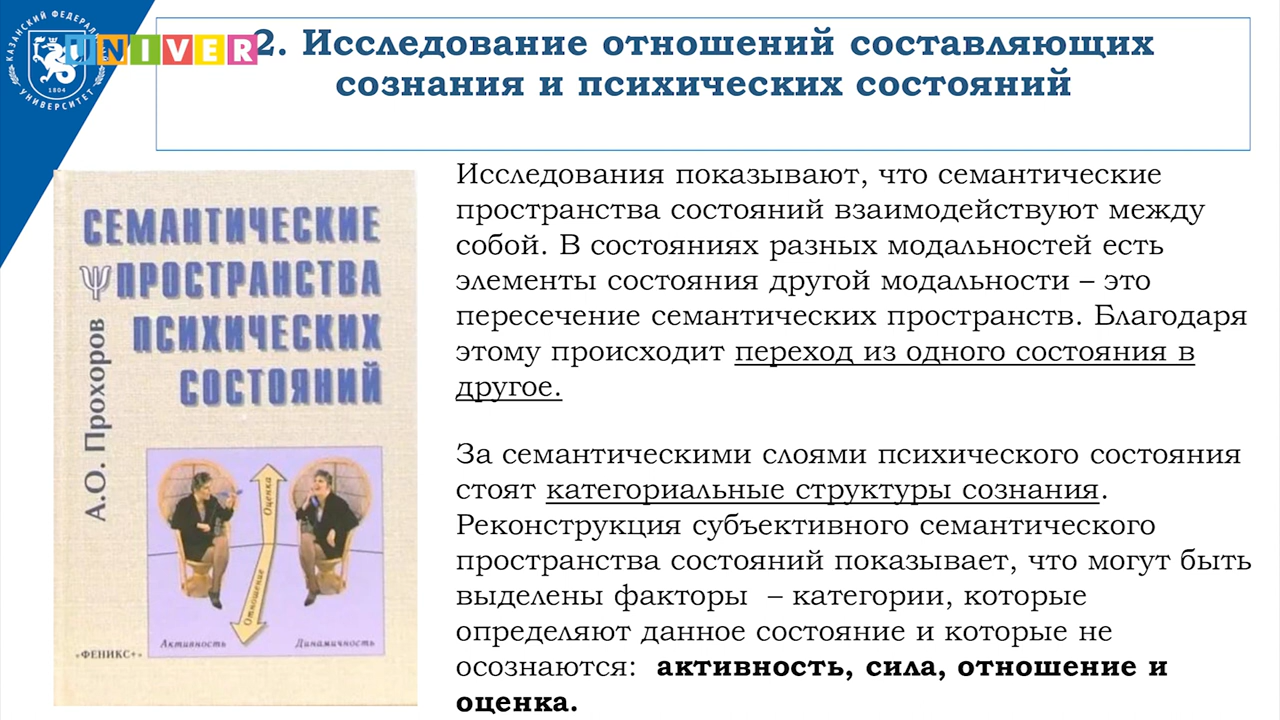 КАЗАНСКИЙ ФЕДЕРАЛ
УНИВЕРСИТЕТ
1804
UNIVER
2. Исследование отношений составляющих
сознания и психических состояний
СЕМАНТИЧЕСКИЕ
ПРОСТРАНСТВА
ПСИХИЧЕСКИХ
СОСТОЯНИЙ
А.О. Прохоров
Оценка
Отношение
Активность
Динамичность
«ФЕНИКС+»
Исследования показывают, что семантические
пространства состояний взаимодействуют между
собой. В состояниях разных модальностей есть
элементы состояния другой модальности – это
пересечение семантических пространств. Благодаря
этому происходит переход из одного состояния в
другое.
За семантическими слоями психического состояния
стоят категориальные структуры сознания.
Реконструкция субъективного семантического
пространства состояний показывает, что могут быть
выделены факторы – категории, которые
определяют данное состояние и которые не
осознаются: активность, сила, отношение и
оценка.